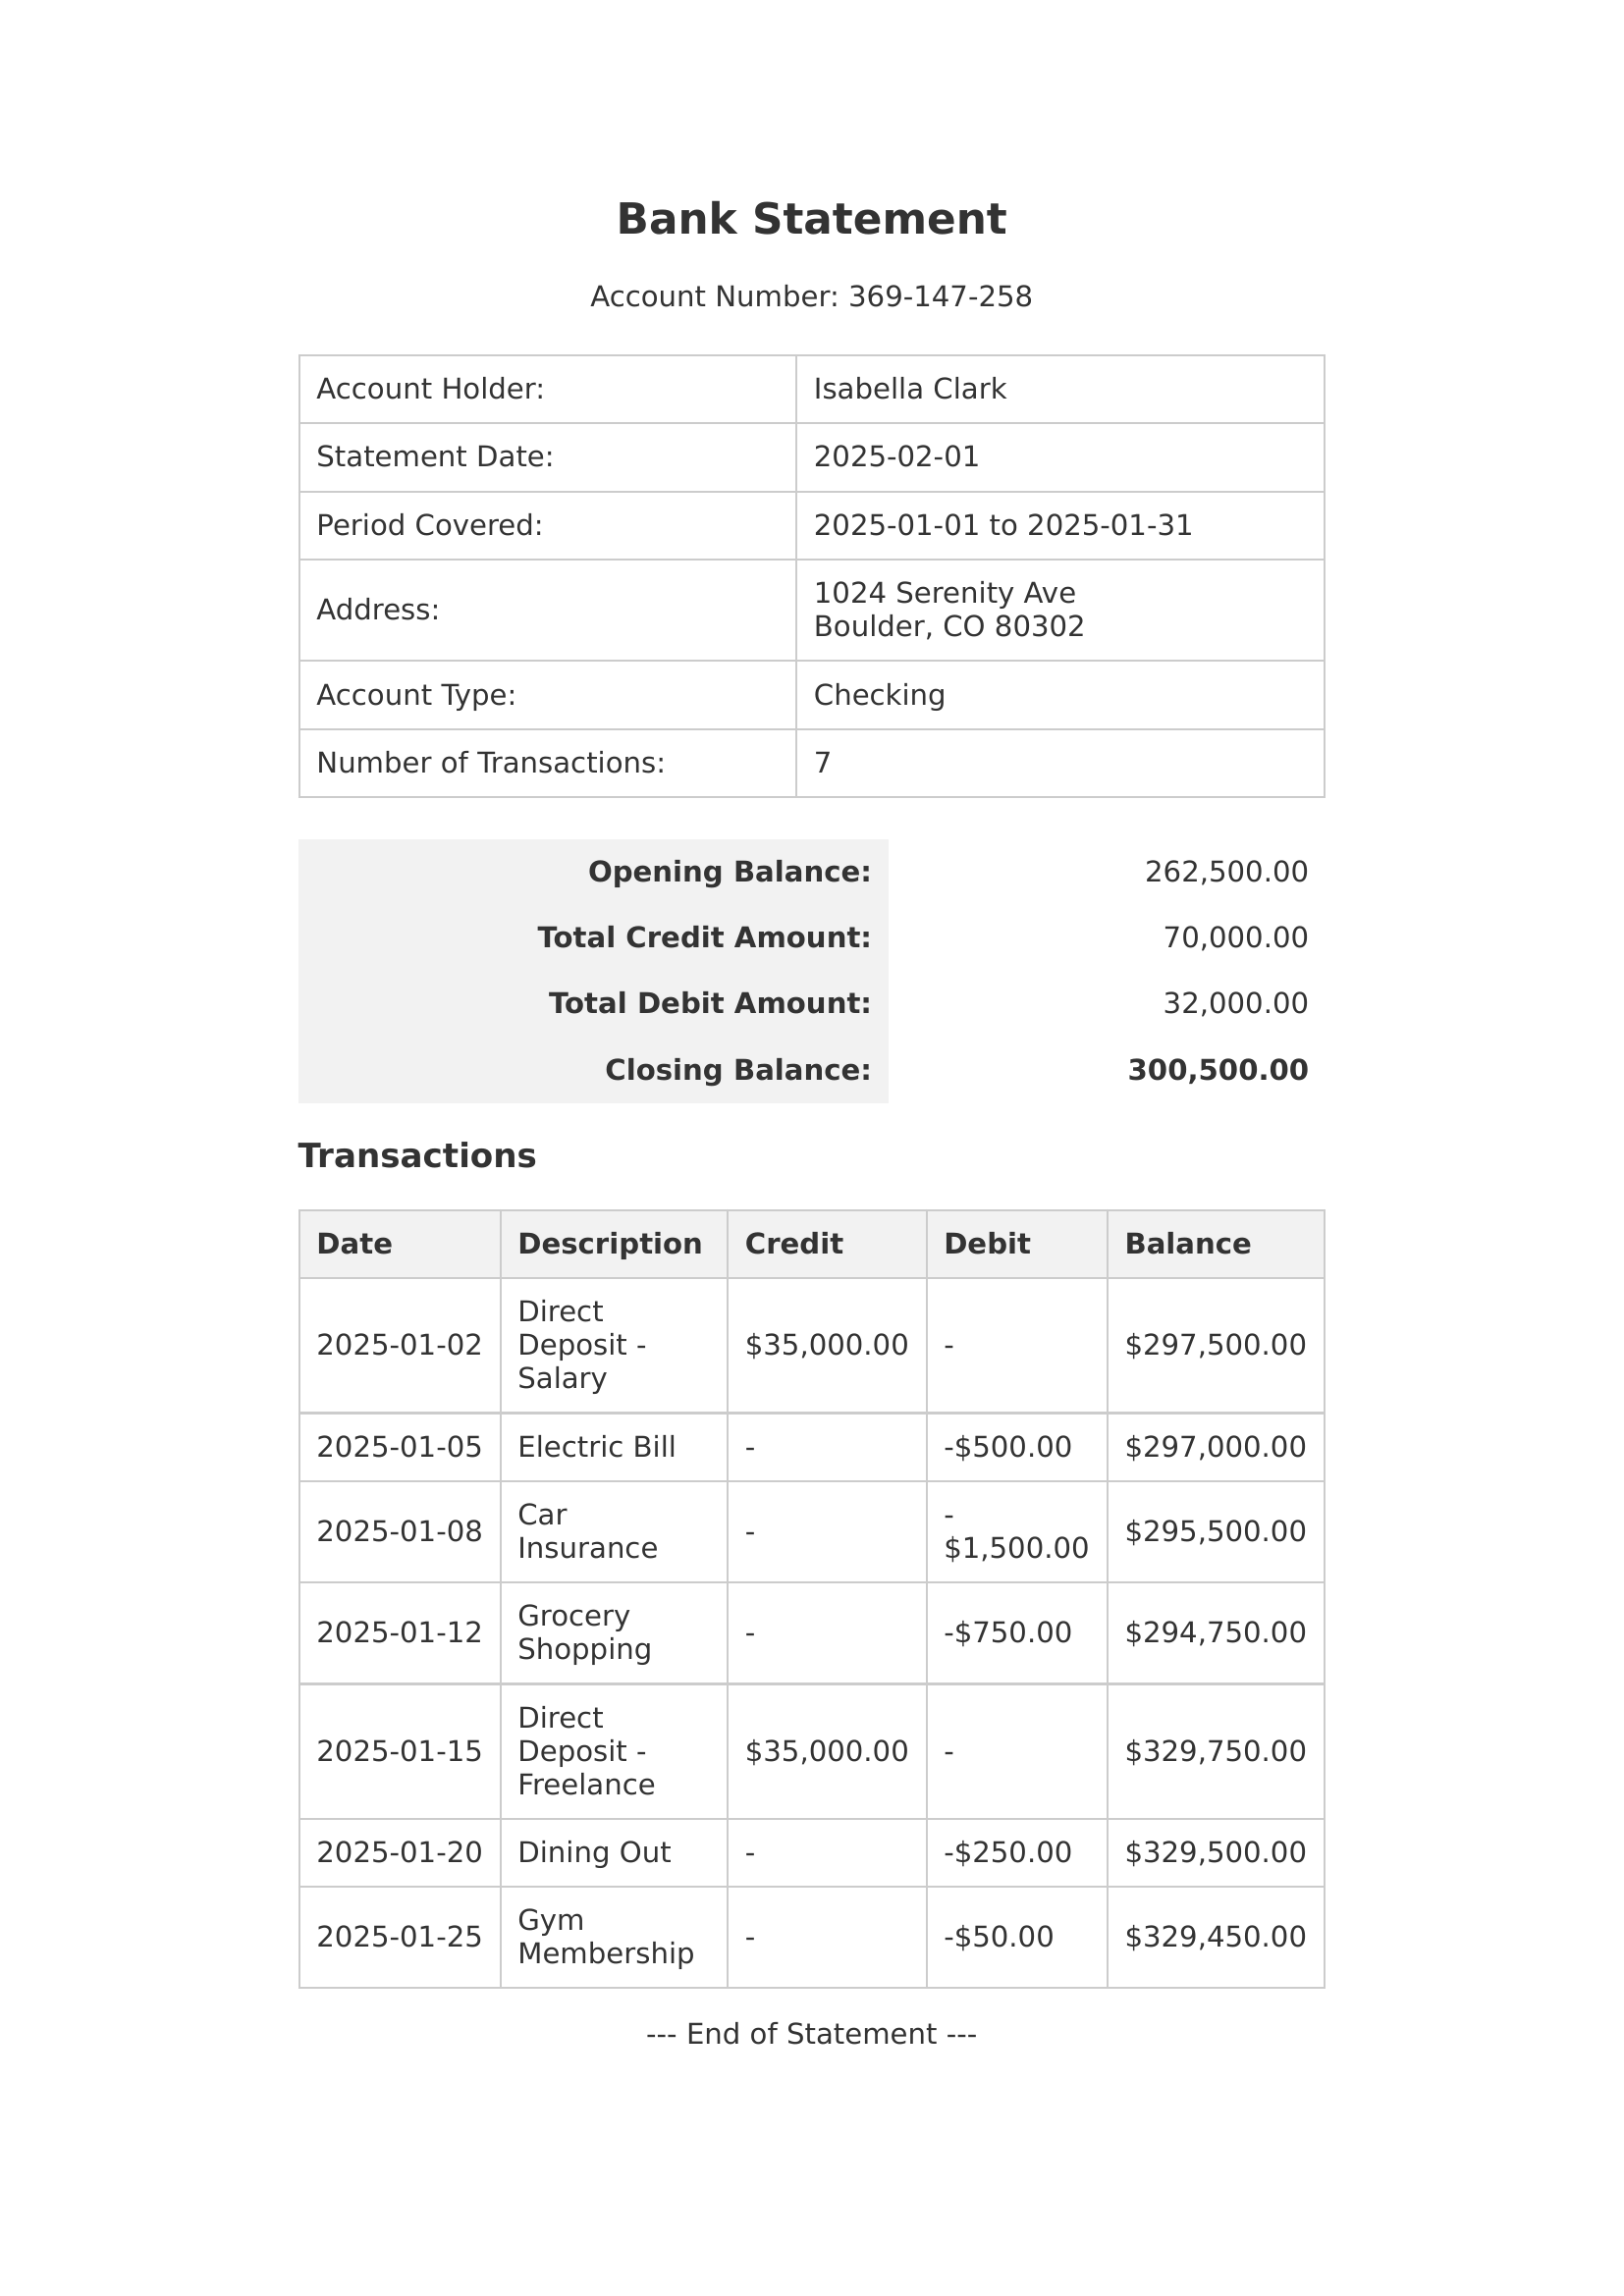 Bank Statement
Account Number: 369-147-258
Account Holder: Isabella Clark
Statement Date: 2025-02-01
Period Covered: 2025-01-01 to 2025-01-31
Address: 1024 Serenity Ave
Boulder, CO 80302
Account Type: Checking
Number of Transactions: 7
Opening Balance: 262,500.00
Total Credit Amount: 70,000.00
Total Debit Amount: 32,000.00
Closing Balance: 300,500.00
Transactions
Date Description Credit Debit Balance
2025-01-02 Direct Deposit - Salary $35,000.00 - $297,500.00
2025-01-05 Electric Bill - -$500.00 $297,000.00
2025-01-08 Car Insurance - -$1,500.00 $295,500.00
2025-01-12 Grocery Shopping - -$750.00 $294,750.00
2025-01-15 Direct Deposit - Freelance $35,000.00 - $329,750.00
2025-01-20 Dining Out - -$250.00 $329,500.00
2025-01-25 Gym Membership - -$50.00 $329,450.00
--- End of Statement ---